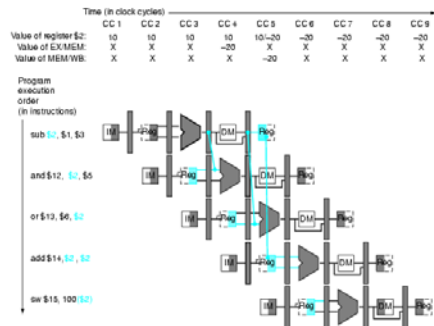 Time (in clock cycles)
CC 1 CC 2 CC 3 CC 4 CC 5 CC 6 CC 7 CC 8 CC 9
Value of register $2: 10 10 10 10 10/–20 –20 –20 –20 –20
Value of EX/MEM: X X X –20 X X X X X
Value of MEM/WB: X X X X –20 X X X X
Program
execution
order
(in instructions)
sub $2, $1, $3
IM Reg DM Reg
and $12, $2, $5
IM Reg DM Reg
or $13, $6, $2
IM Reg DM Reg
add $14, $2, $2
IM Reg DM Reg
sw $15, 100($2)
IM Reg DM Reg